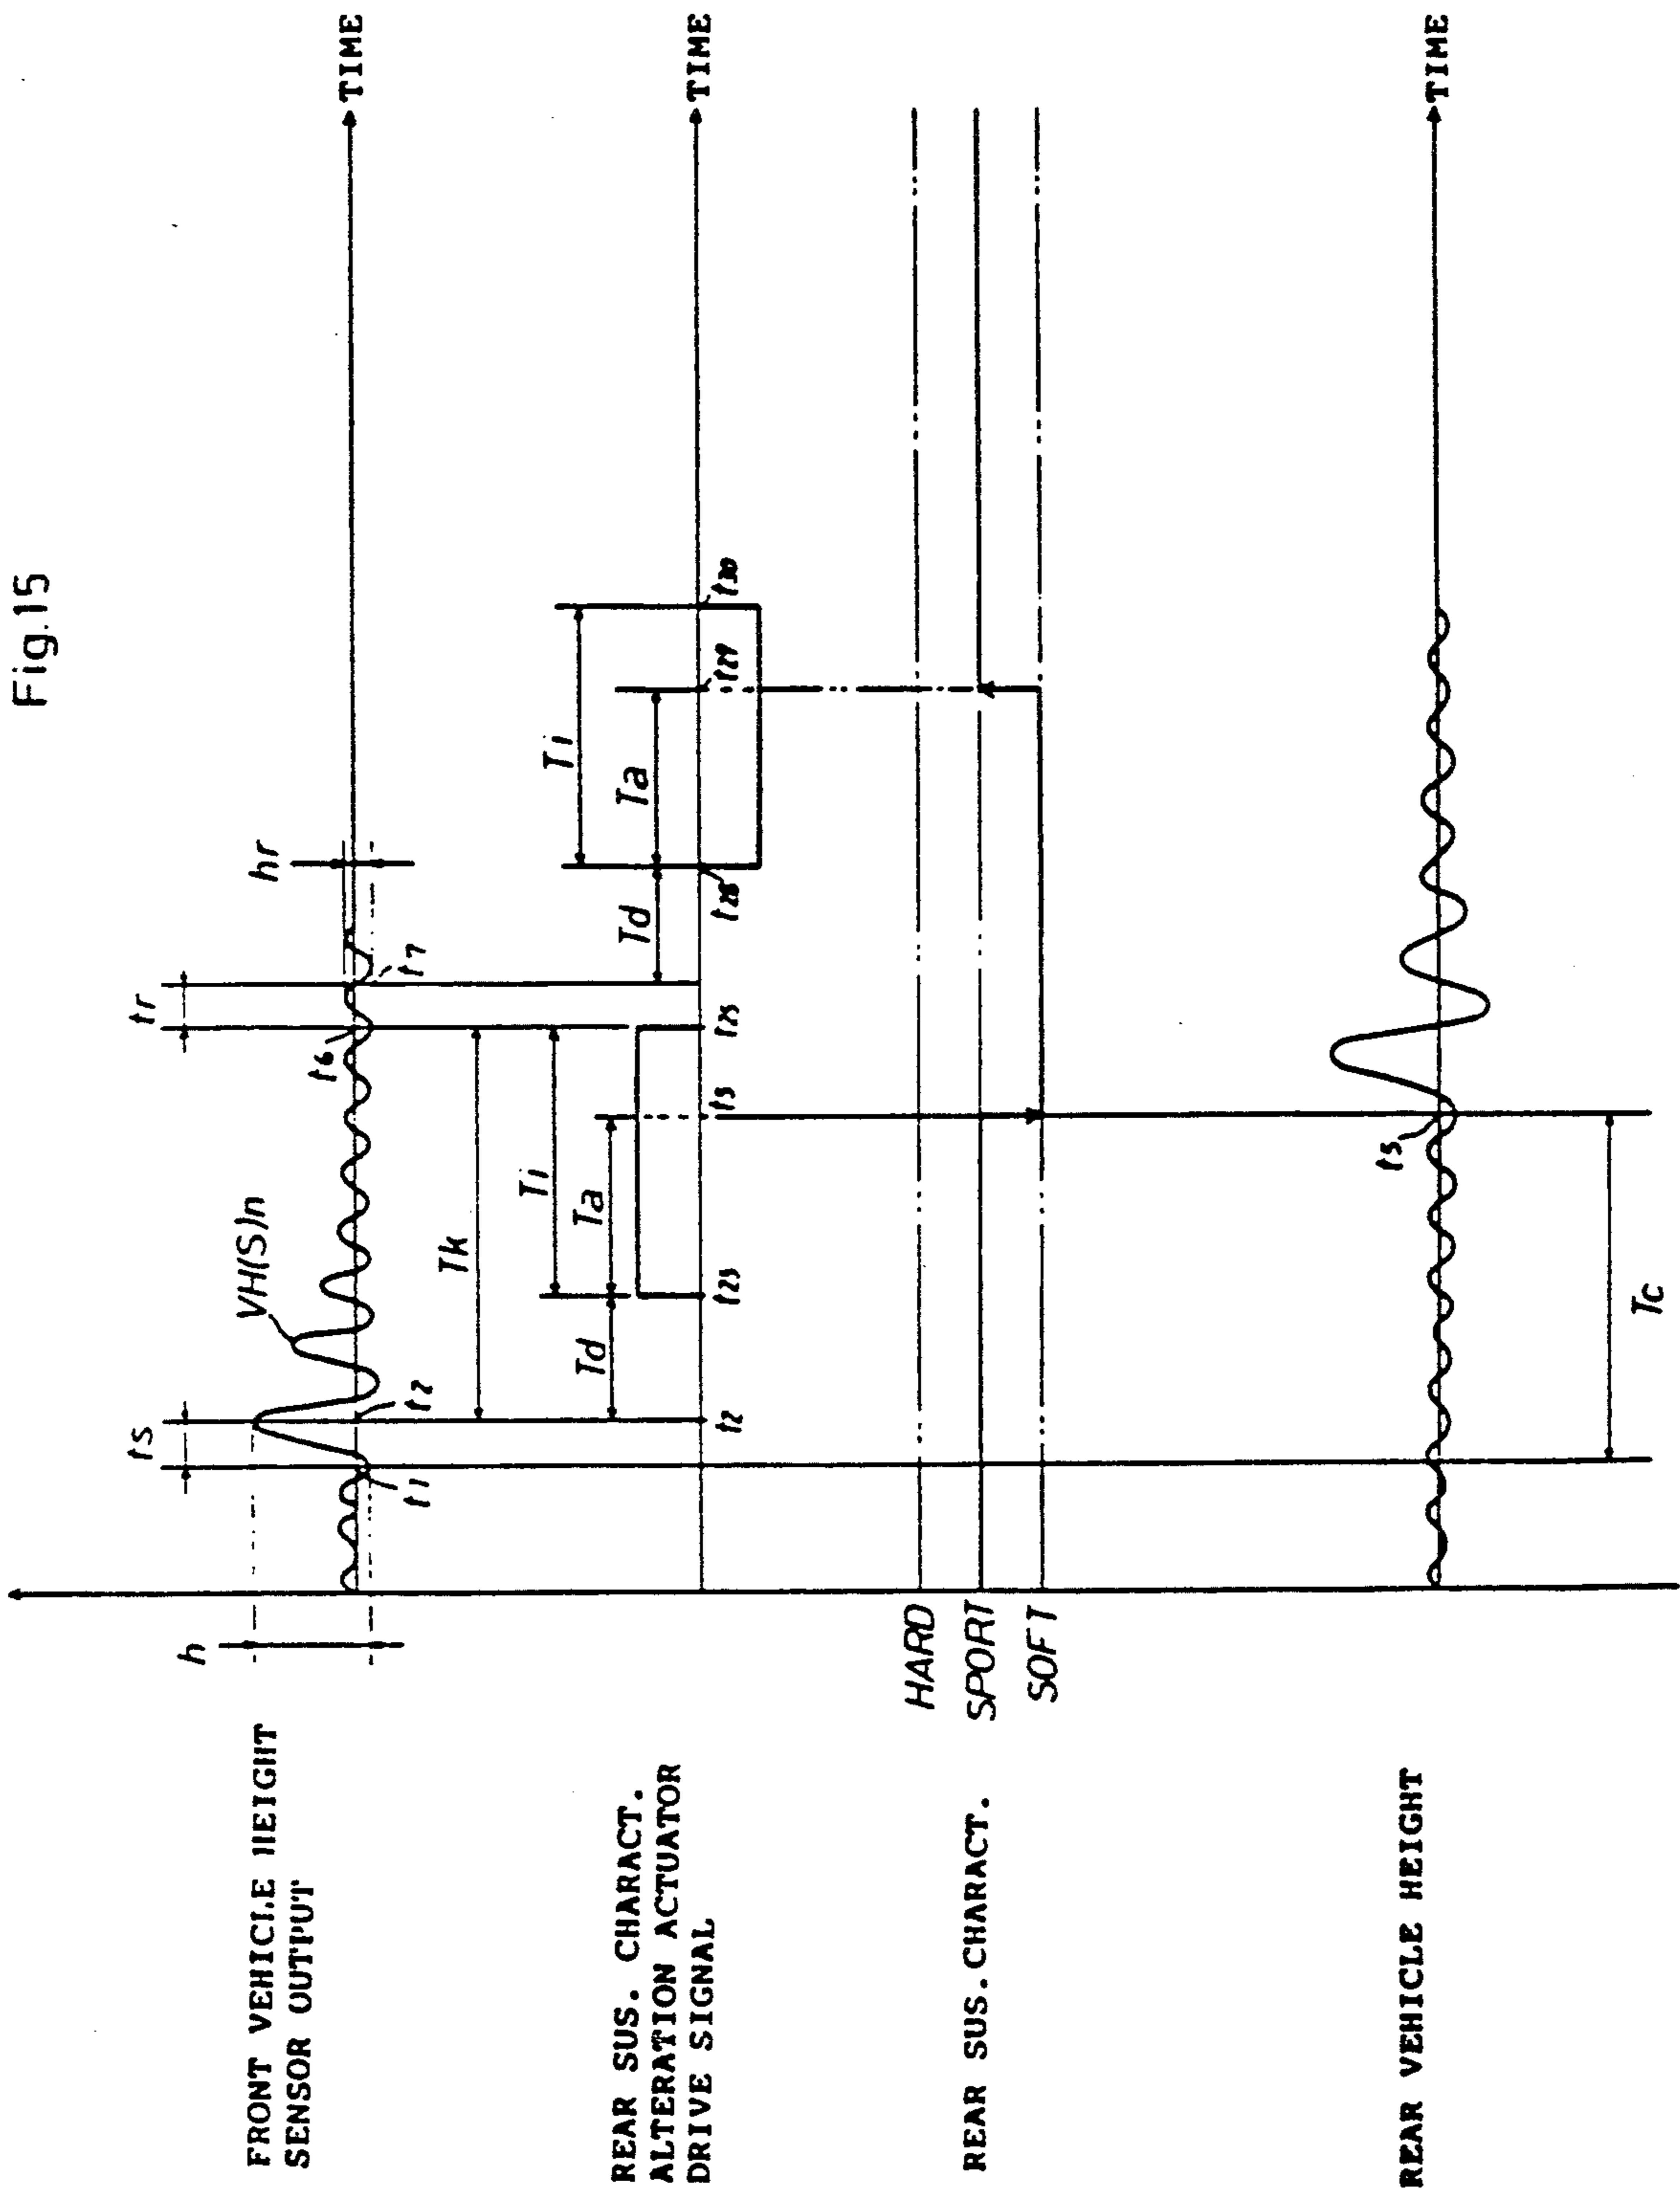 Fig.15
FRONT VEHICLE HEIGHT
SENSOR OUTPUT
h
ts
t1
t2
VH(S)n
tr
t6
t7
hr
TIME
REAR SUS. CHARACT.
ALTERATION ACTUATOR
DRIVE SIGNAL
Tk
Ti
Td
Ta
t2
t23
t5
t25
Td
Ti
Ta
t28
t29
t30
TIME
REAR SUS.CHARACT.
HARD
SPORT
SOFT
REAR VEHICLE HEIGHT
t5
Tc
TIME